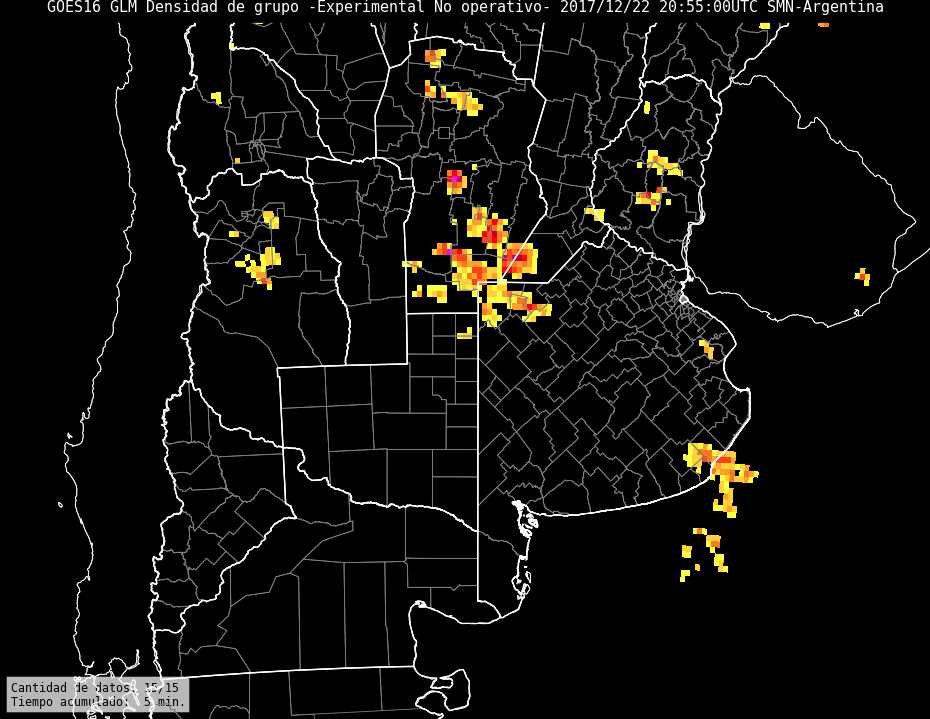 GOES16 GLM Densidad de grupo -Experimental No operativo- 2017/12/22 20:55:00UTC SMN-Argentina
Cantidad de datos: 15/15
Tiempo acumulado:  5 min.